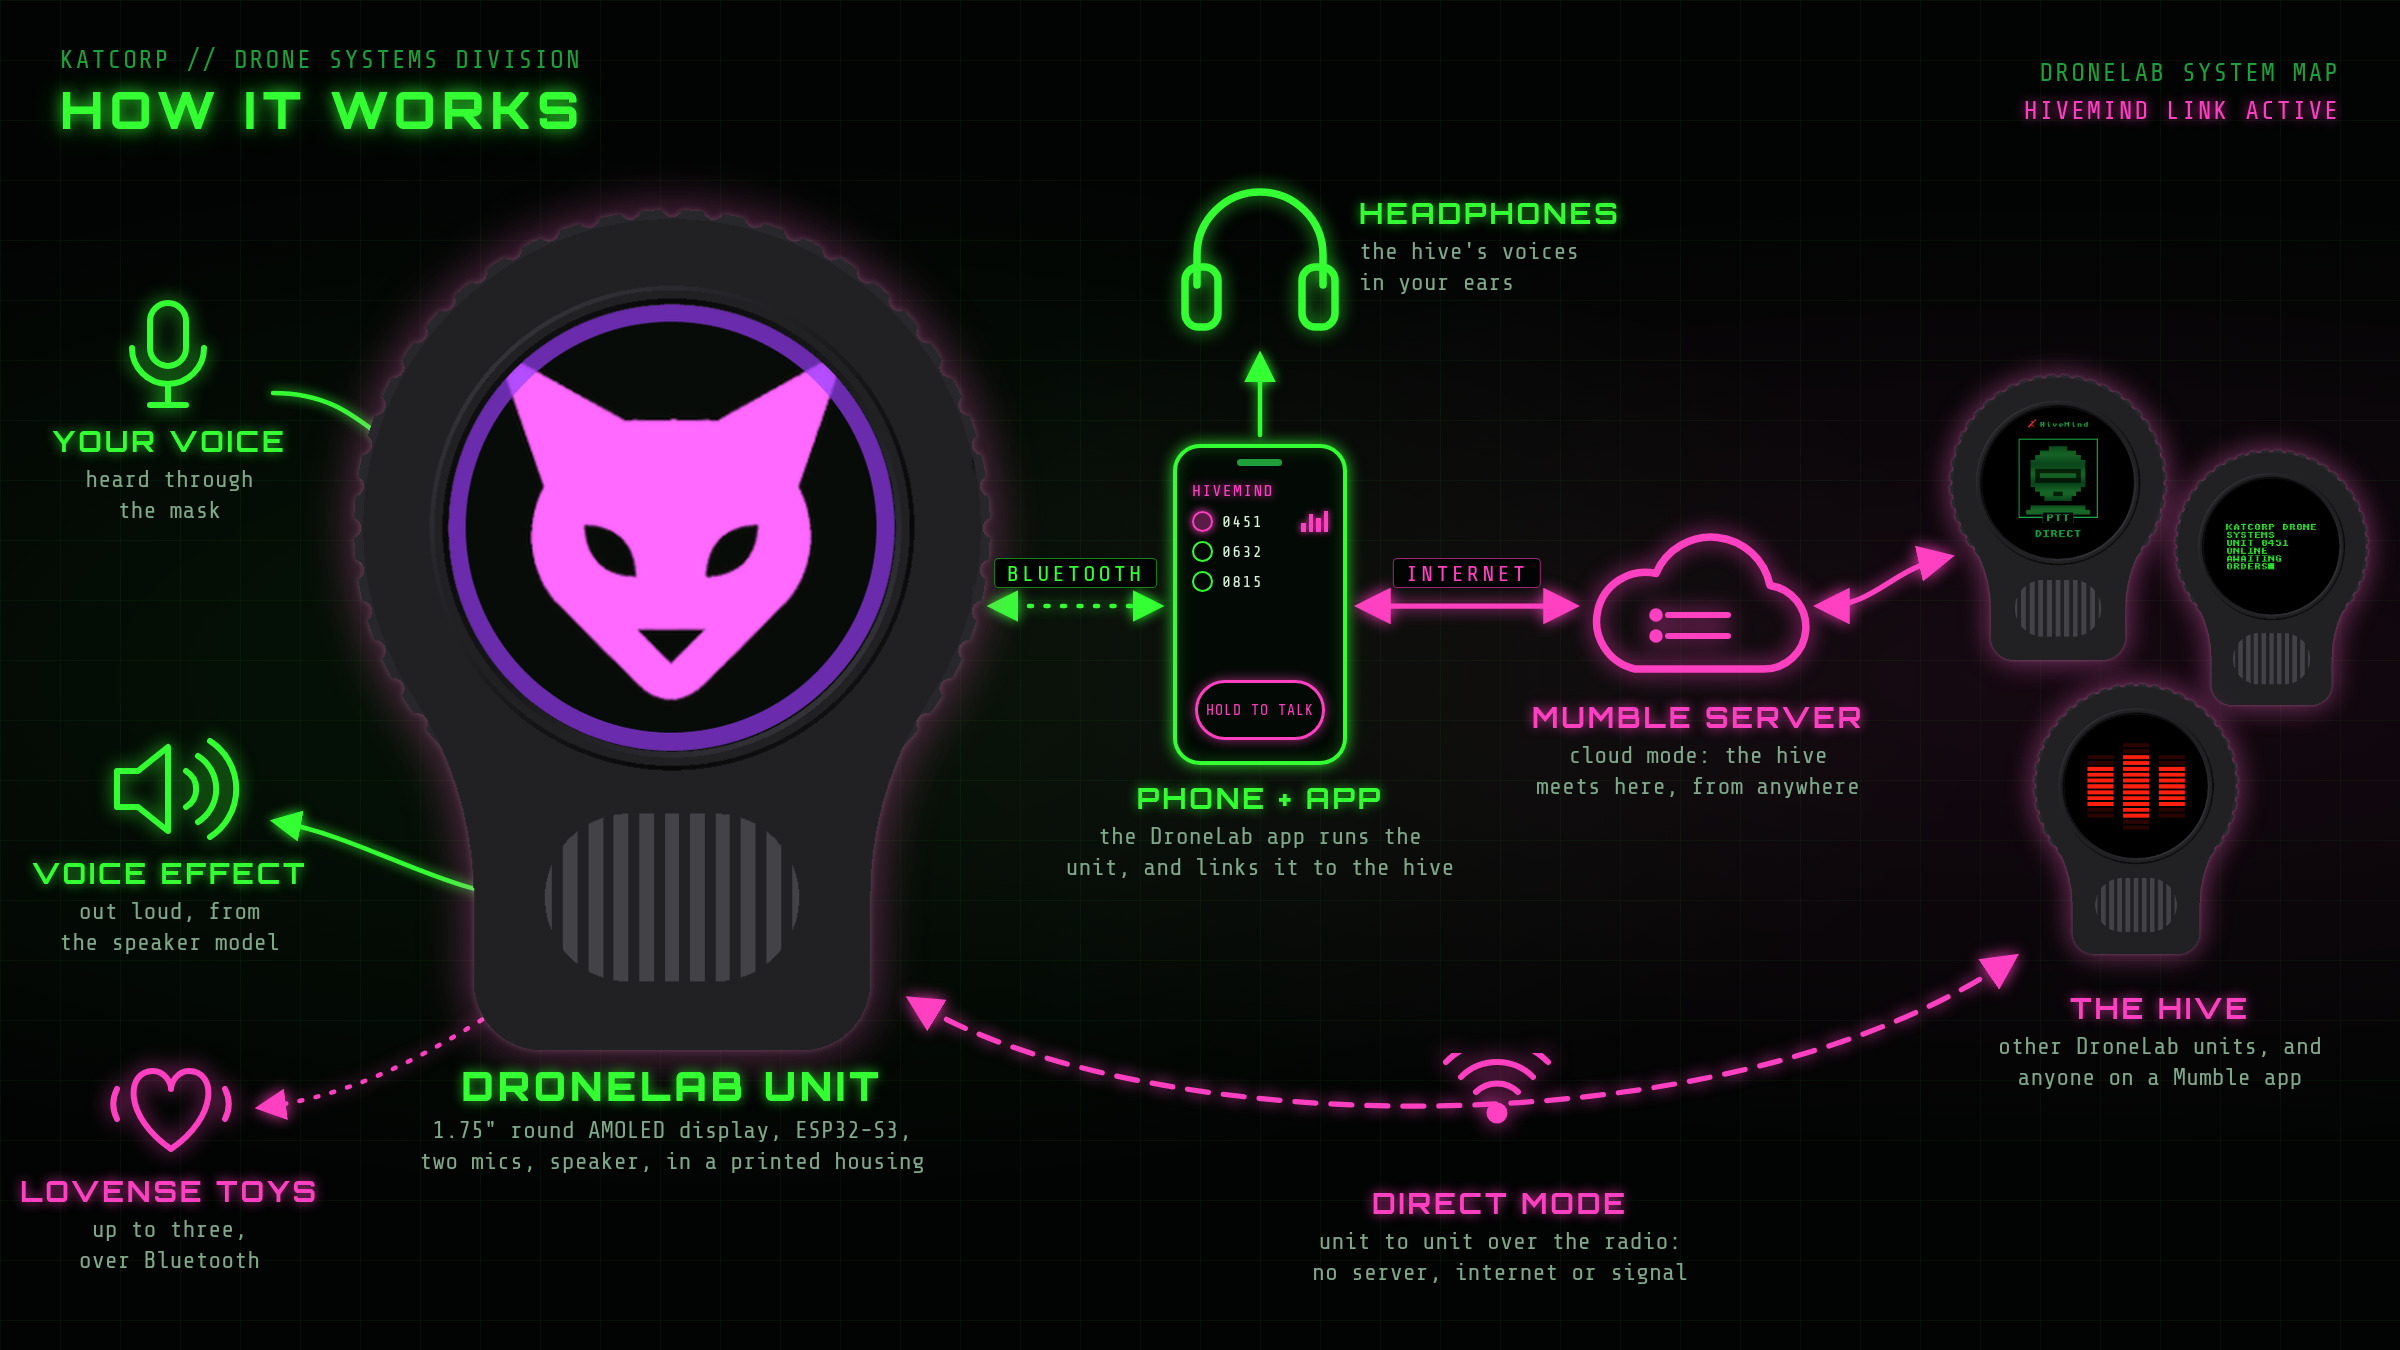 KATCORP // DRONE SYSTEMS DIVISION
HOW IT WORKS
DRONELAB SYSTEM MAP
HIVEMIND LINK ACTIVE
HEADPHONES
the hive's voices
in your ears
YOUR VOICE
heard through
the mask
VOICE EFFECT
out loud, from
the speaker model
LOVENSE TOYS
up to three,
over Bluetooth
DRONELAB UNIT
1.75" round AMOLED display, ESP32-S3,
two mics, speaker, in a printed housing
BLUETOOTH
HIVEMIND
0451
0632
0815
HOLD TO TALK
PHONE + APP
the DroneLab app runs the
unit, and links it to the hive
INTERNET
MUMBLE SERVER
cloud mode: the hive
meets here, from anywhere
HiveMind
PTT
DIRECT
KATCORP DRONE
SYSTEMS
UNIT 0451
ONLINE
AWAITING
ORDERS
THE HIVE
other DroneLab units, and
anyone on a Mumble app
DIRECT MODE
unit to unit over the radio:
no server, internet or signal